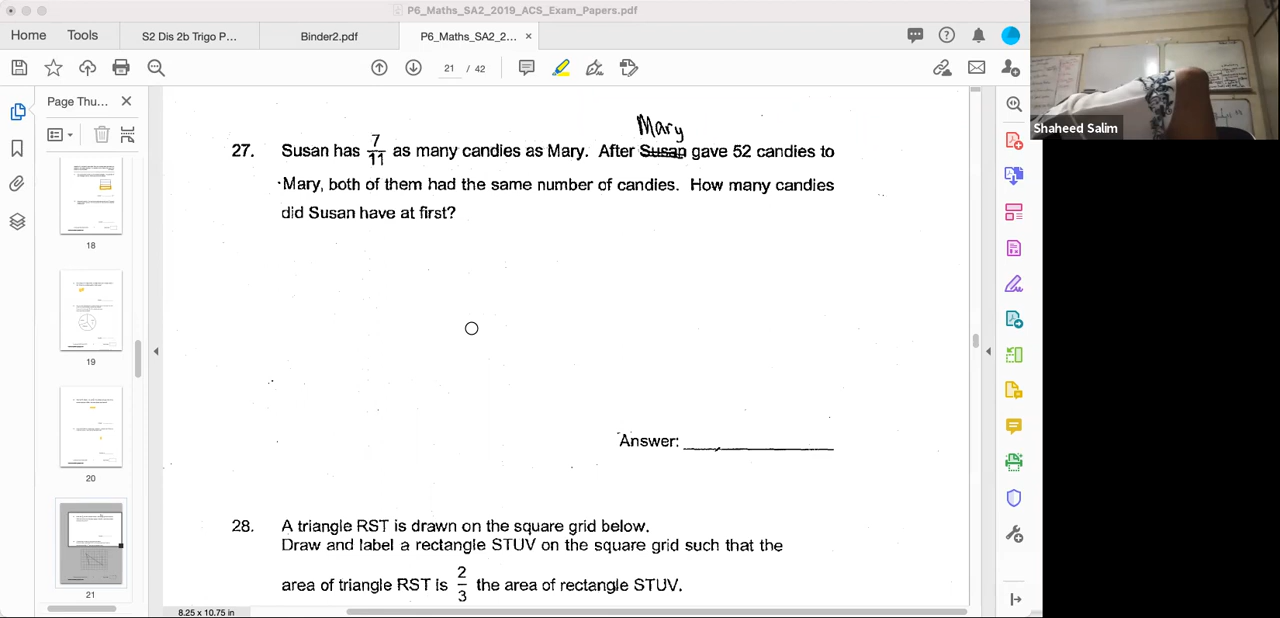 P6_Maths_SA2_2019_ACS_Exam_Papers.pdf
Home Tools S2 Dis 2b Trigo P... Binder2.pdf P6_Maths_SA2_2... ×
21 / 42
Page Thu... ×
Shaheed Salim
Mary
27. Susan has 7/11 as many candies as Mary. After Susan gave 52 candies to
Mary, both of them had the same number of candies. How many candies
did Susan have at first?
18
19
20
21
Answer:
28. A triangle RST is drawn on the square grid below.
Draw and label a rectangle STUV on the square grid such that the
area of triangle RST is 2/3 the area of rectangle STUV.
8.25 x 10.75 in